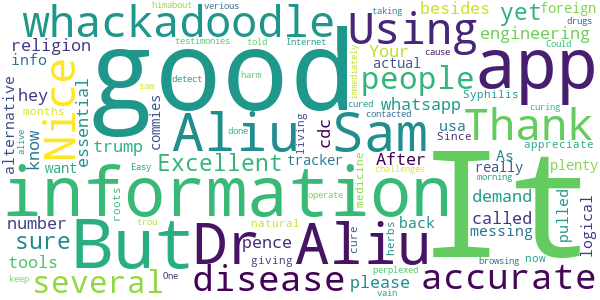 himabout verious taking
whackadoodle Using yet besides foreign
testimonies told Internet drugs
religion good people engineering Could
info detect harm immediately cause
hey saw Your actual app
alternative Nice essential cured contacted whatsapp Syphilis curing
months commies Aliu Sam cdc usa Since Thank
alive know trump done living After As appreciate
want Excellent tracker medicine really challenges plenty
information It
number roots Easy natural cure herbs demand morning
sure But Dr Aliu back called browsing pulled logical
tools pence giving operate please now messing
several disease accurate
keep One trou vain perplexed